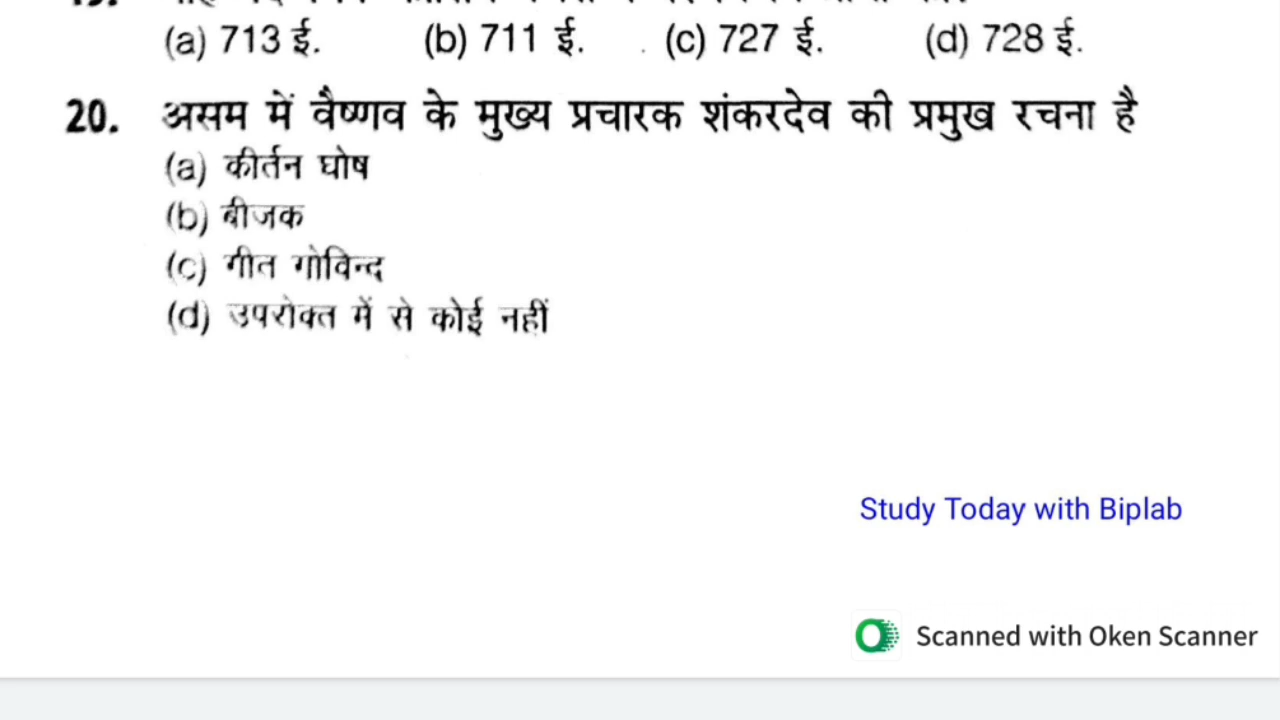 (a) 713 ई. (b) 711 ई. (c) 727 ई. (d) 728 ई.
20. असम में वैष्णव के मुख्य प्रचारक शंकरदेव की प्रमुख रचना है
(a) कीर्तन घोष
(b) बीजक
(c) गीत गोविन्द
(d) उपरोक्त में से कोई नहीं
Study Today with Biplab
Scanned with Oken Scanner